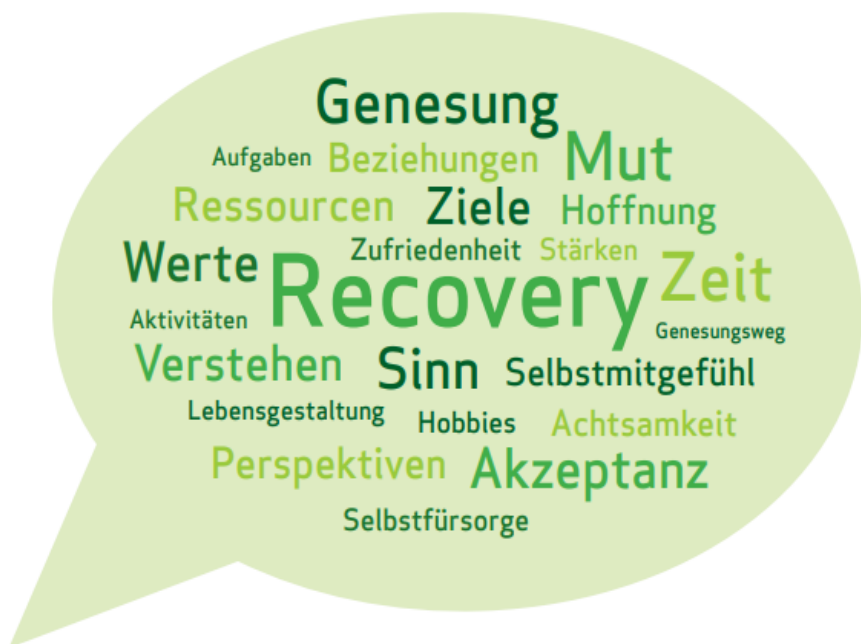 Genesung
Aufgaben Beziehungen Mut
Ressourcen Ziele Hoffnung
Werte Zufriedenheit Stärken Zeit
Recovery
Aktivitäten Genesungsweg
Verstehen Sinn Selbstmitgefühl
Lebensgestaltung Hobbies Achtsamkeit
Perspektiven Akzeptanz
Selbstfürsorge